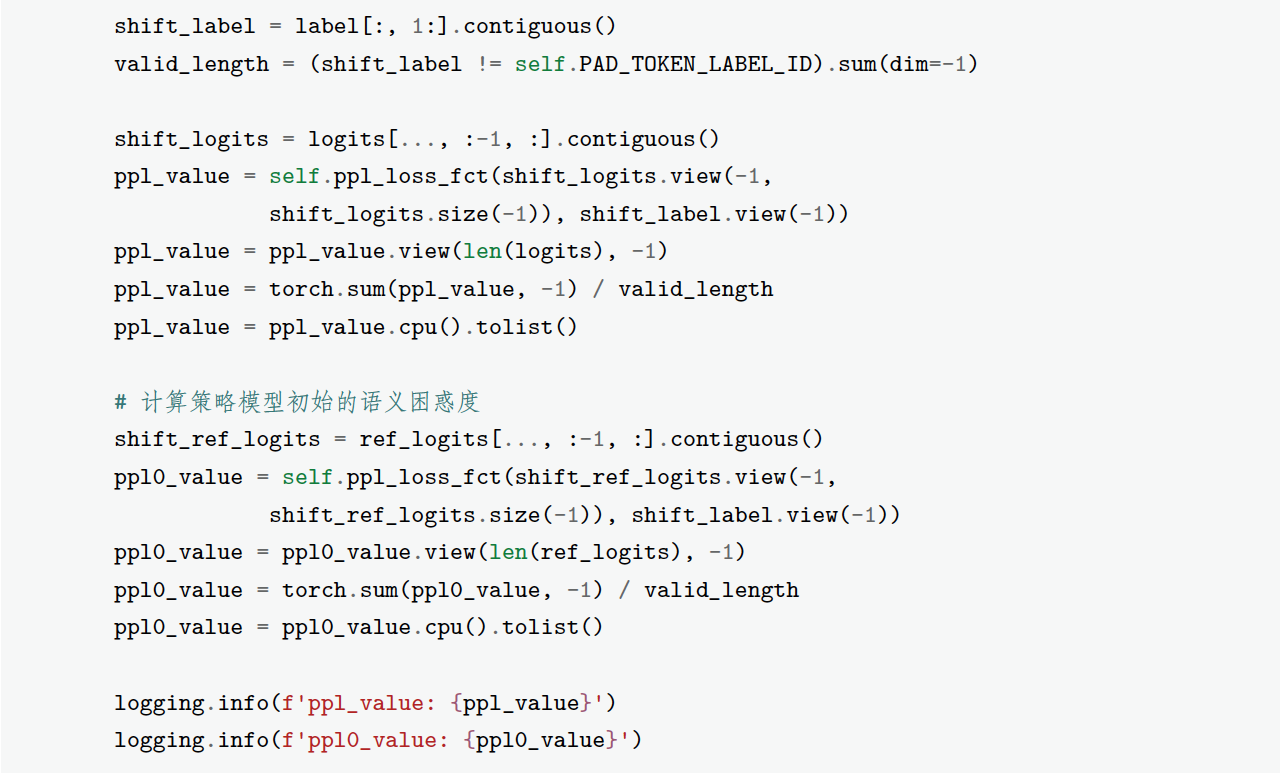 shift_label = label[:, 1:].contiguous()
valid_length = (shift_label != self.PAD_TOKEN_LABEL_ID).sum(dim=-1)
shift_logits = logits[..., :-1, :].contiguous()
ppl_value = self.ppl_loss_fct(shift_logits.view(-1,
shift_logits.size(-1)), shift_label.view(-1))
ppl_value = ppl_value.view(len(logits), -1)
ppl_value = torch.sum(ppl_value, -1) / valid_length
ppl_value = ppl_value.cpu().tolist()
# 计算策略模型初始的语义困惑度
shift_ref_logits = ref_logits[..., :-1, :].contiguous()
ppl0_value = self.ppl_loss_fct(shift_ref_logits.view(-1,
shift_ref_logits.size(-1)), shift_label.view(-1))
ppl0_value = ppl0_value.view(len(ref_logits), -1)
ppl0_value = torch.sum(ppl0_value, -1) / valid_length
ppl0_value = ppl0_value.cpu().tolist()
logging.info(f'ppl_value: {ppl_value}')
logging.info(f'ppl0_value: {ppl0_value}')